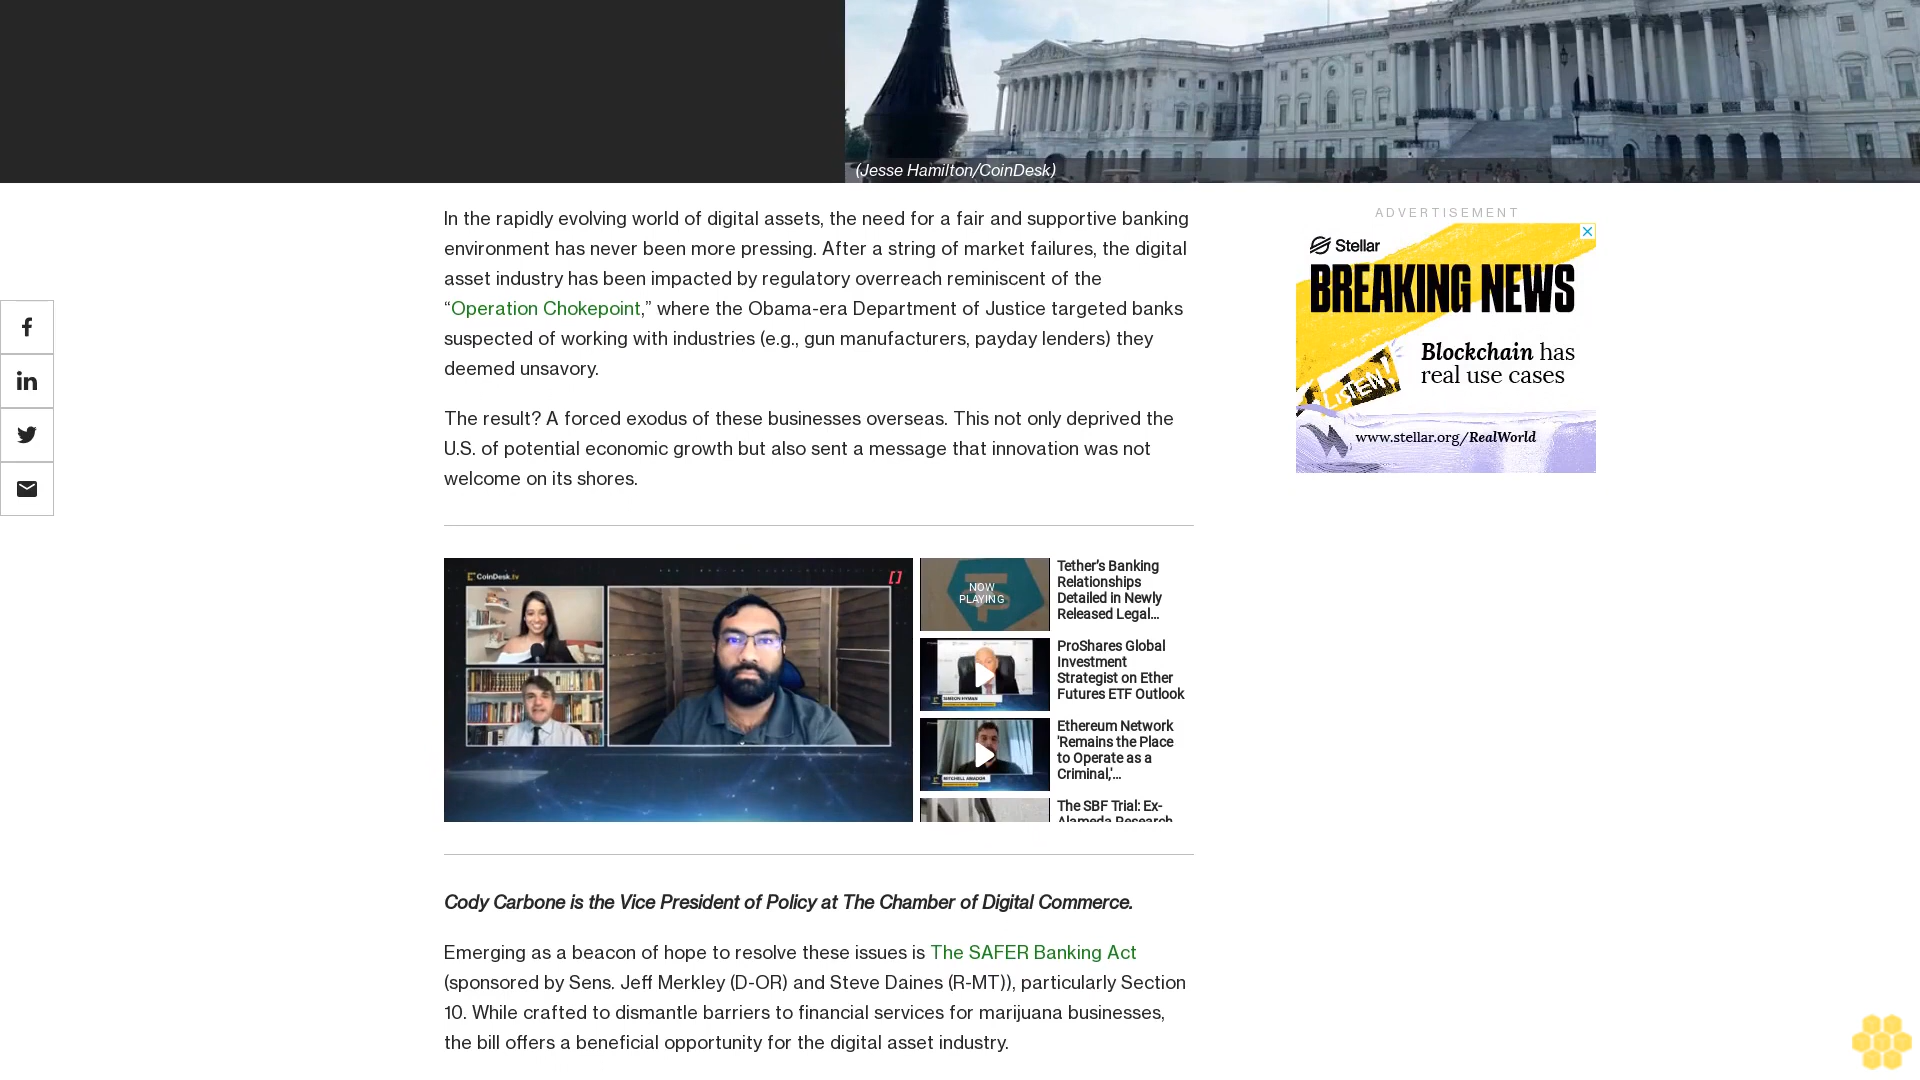 (Jesse Hamilton/CoinDesk)
In the rapidly evolving world of digital assets, the need for a fair and supportive banking
environment has never been more pressing. After a string of market failures, the digital
asset industry has been impacted by regulatory overreach reminiscent of the
“Operation Chokepoint,” where the Obama-era Department of Justice targeted banks
suspected of working with industries (e.g., gun manufacturers, payday lenders) they
deemed unsavory.
The result? A forced exodus of these businesses overseas. This not only deprived the
U.S. of potential economic growth but also sent a message that innovation was not
welcome on its shores.
ADVERTISEMENT
Stellar
BREAKING NEWS
LISTEN!
Blockchain has
real use cases
www.stellar.org/RealWorld
CoinDesk.tv
NOW
PLAYING
Tether's Banking
Relationships
Detailed in Newly
Released Legal...
SIMEON HYMAN
ProShares Global
Investment
Strategist on Ether
Futures ETF Outlook
MITCHELL AMADOR
Ethereum Network
'Remains the Place
to Operate as a
Criminal,'...
The SBF Trial: Ex-
Alameda Research
Cody Carbone is the Vice President of Policy at The Chamber of Digital Commerce.
Emerging as a beacon of hope to resolve these issues is The SAFER Banking Act
(sponsored by Sens. Jeff Merkley (D-OR) and Steve Daines (R-MT)), particularly Section
10. While crafted to dismantle barriers to financial services for marijuana businesses,
the bill offers a beneficial opportunity for the digital asset industry.